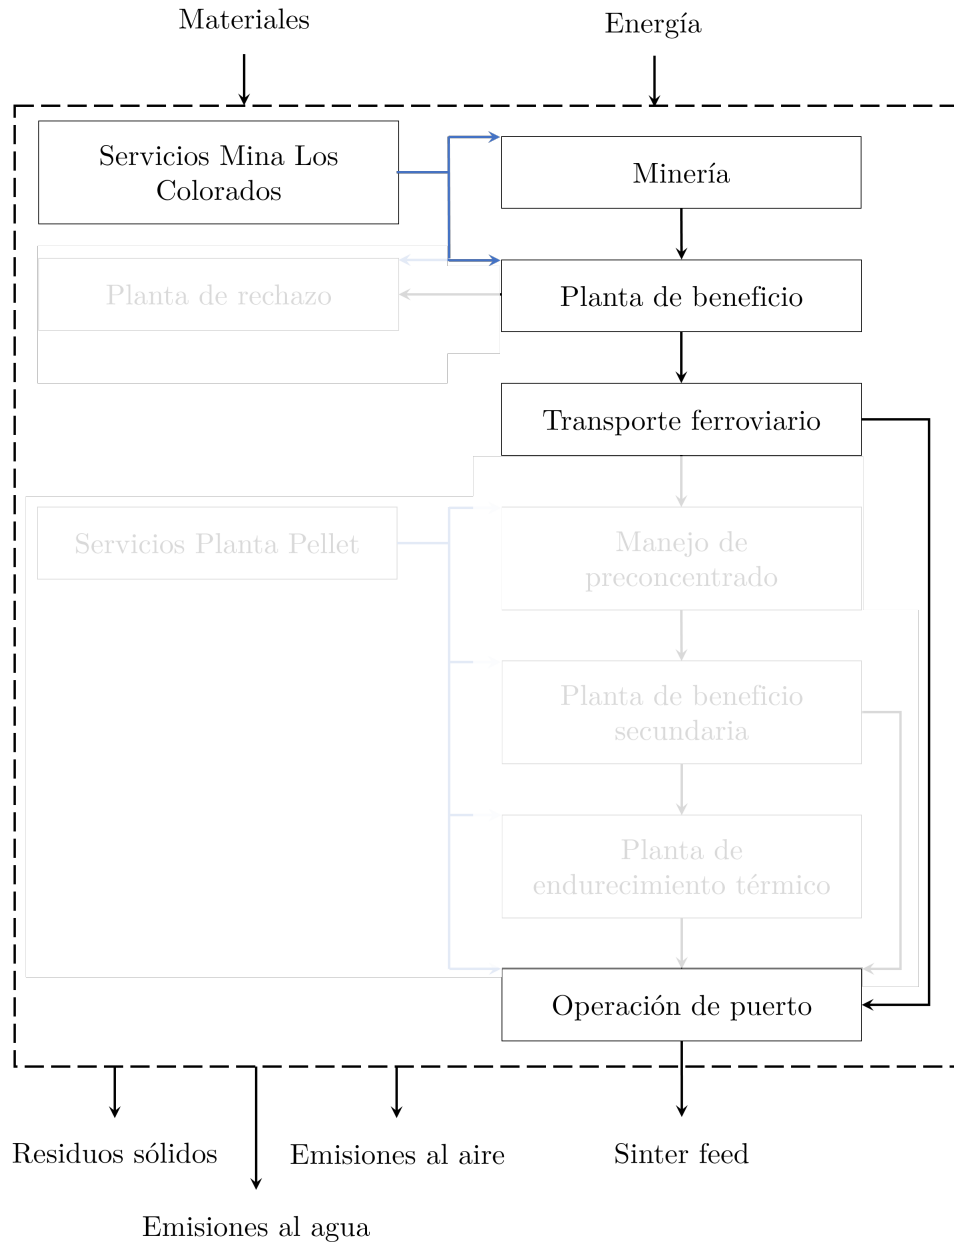 Materiales
Energía
Servicios Mina Los
Colorados
Minería
Planta de rechazo
Planta de beneficio
Transporte ferroviario
Servicios Planta Pellet
Manejo de
preconcentrado
Planta de beneficio
secundaria
Planta de
endurecimiento térmico
Operación de puerto
Residuos sólidos
Emisiones al aire
Sinter feed
Emisiones al agua